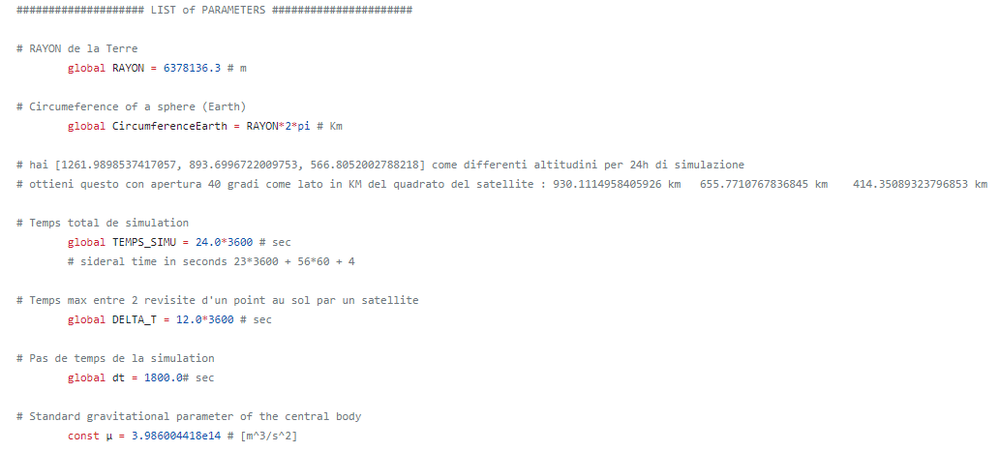 #################### LIST of PARAMETERS ######################
# RAYON de la Terre
global RAYON = 6378136.3 # m
# Circumeference of a sphere (Earth)
global CircumferenceEarth = RAYON*2*pi # Km
# hai [1261.9898537417057, 893.6996722009753, 566.8052002788218] come differenti altitudini per 24h di simulazione
# ottieni questo con apertura 40 gradi come lato in KM del quadrato del satellite : 930.1114958405926 km   655.7710767836845 km    414.35089323796853 km
# Temps total de simulation
global TEMPS_SIMU = 24.0*3600 # sec
# sideral time in seconds 23*3600 + 56*60 + 4
# Temps max entre 2 revisite d'un point au sol par un satellite
global DELTA_T = 12.0*3600 # sec
# Pas de temps de la simulation
global dt = 1800.0# sec
# Standard gravitational parameter of the central body
const μ = 3.986004418e14 # [m^3/s^2]